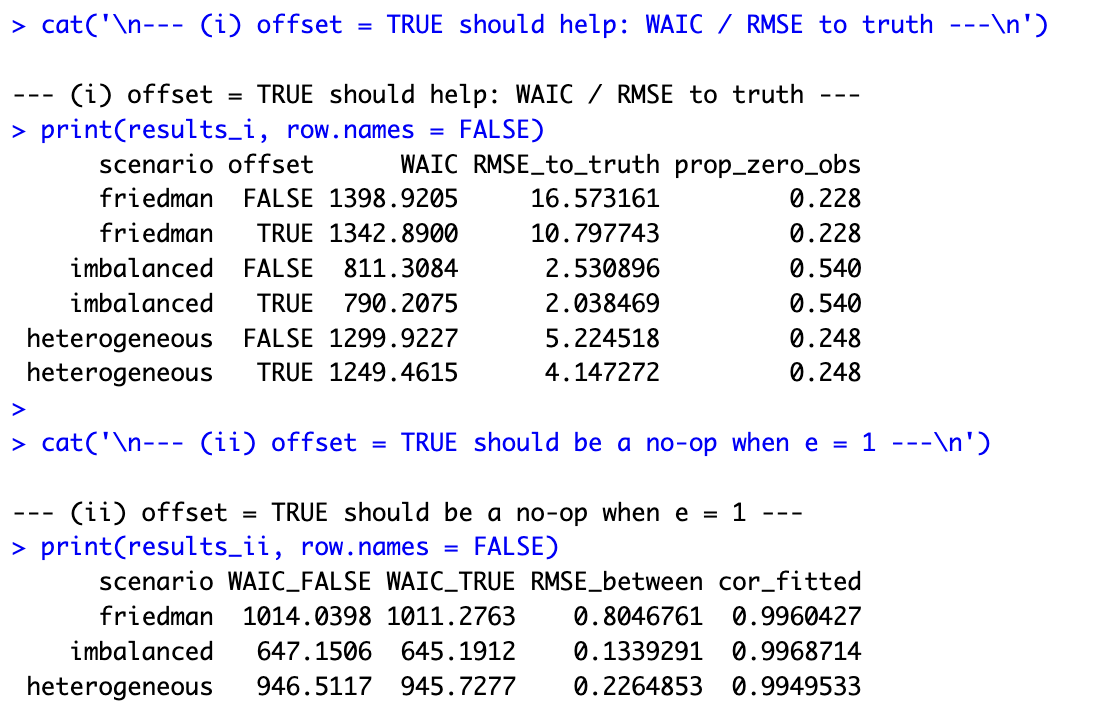 > cat('\n--- (i) offset = TRUE should help: WAIC / RMSE to truth ---\n')

--- (i) offset = TRUE should help: WAIC / RMSE to truth ---
> print(results_i, row.names = FALSE)
      scenario offset      WAIC RMSE_to_truth prop_zero_obs
      friedman  FALSE 1398.9205     16.573161         0.228
      friedman   TRUE 1342.8900     10.797743         0.228
    imbalanced  FALSE  811.3084      2.530896         0.540
    imbalanced   TRUE  790.2075      2.038469         0.540
 heterogeneous  FALSE 1299.9227      5.224518         0.248
 heterogeneous   TRUE 1249.4615      4.147272         0.248
>
> cat('\n--- (ii) offset = TRUE should be a no-op when e = 1 ---\n')

--- (ii) offset = TRUE should be a no-op when e = 1 ---
> print(results_ii, row.names = FALSE)
      scenario WAIC_FALSE WAIC_TRUE RMSE_between cor_fitted
      friedman  1014.0398 1011.2763    0.8046761  0.9960427
    imbalanced   647.1506  645.1912    0.1339291  0.9968714
 heterogeneous   946.5117  945.7277    0.2264853  0.9949533